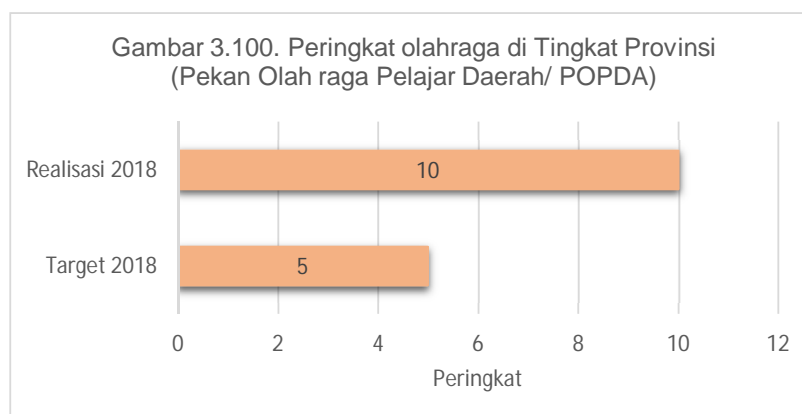 Gambar 3.100. Peringkat olahraga di Tingkat Provinsi
(Pekan Olah raga Pelajar Daerah/ POPDA)
Realisasi 2018
10
Target 2018
5
0 2 4 6 8 10 12
Peringkat